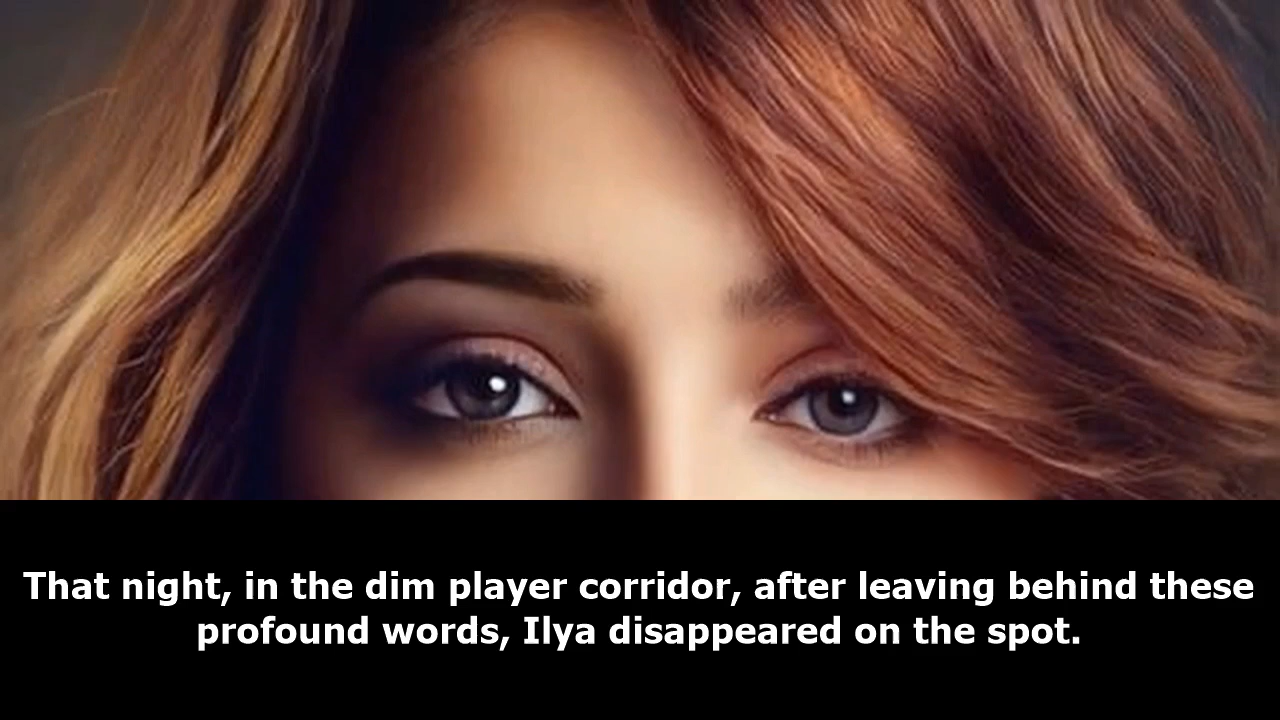 That night, in the dim player corridor, after leaving behind these
profound words, Ilya disappeared on the spot.